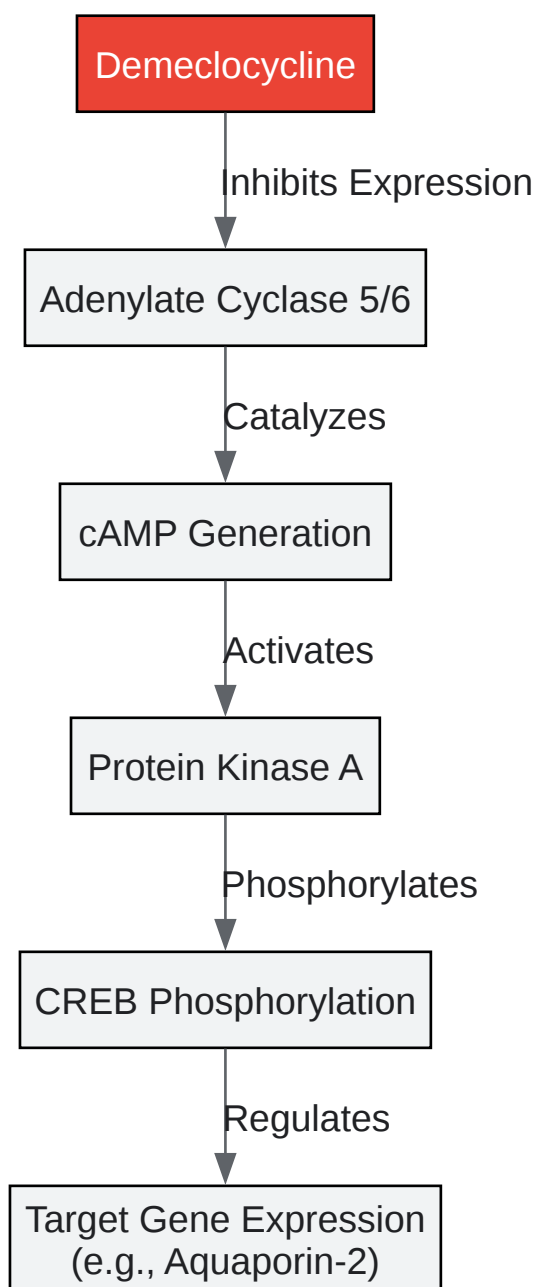 Demeclocycline
Inhibits Expression
Adenylate Cyclase 5/6
Catalyzes
cAMP Generation
Activates
Protein Kinase A
Phosphorylates
CREB Phosphorylation
Regulates
Target Gene Expression
(e.g., Aquaporin-2)